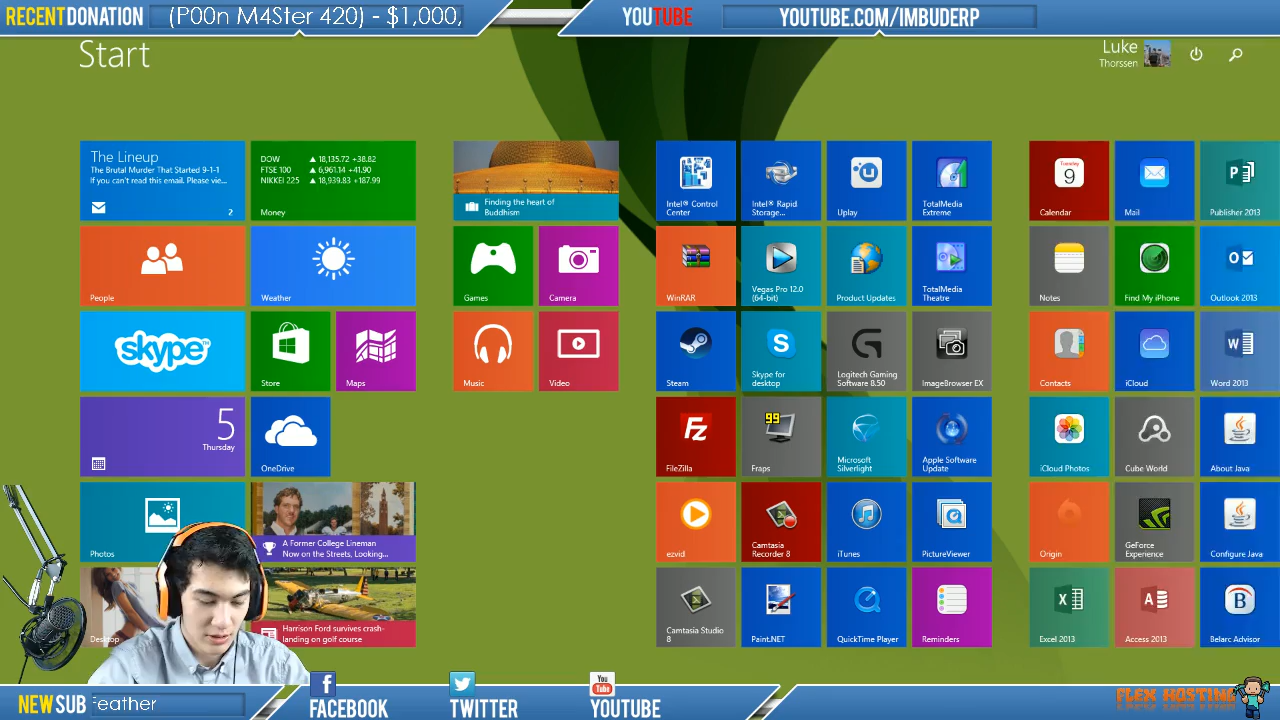 RECENTDONATION
(P00n M4Ster 420) - $1,000,
YOUTUBE
YOUTUBE.COM/IMBUDERP
Start
Luke
Thorssen
The Lineup
The Brutal Murder That Started 9-1-1
If you can't read this email. Please vie...
2
DOW ▲ 18,135.72 +38.82
FTSE 100 ▲ 6,961.14 +41.90
NIKKEI 225 ▲ 18,939.83 +187.99
Money
Finding the heart of
Buddhism
Intel® Control
Center
Intel® Rapid
Storage...
Uplay
TotalMedia
Extreme
Tuesday
9
Calendar
Mail
Publisher 2013
People
Weather
Games
Camera
WinRAR
Vegas Pro 12.0
(64-bit)
Product Updates
TotalMedia
Theatre
Notes
Find My iPhone
Outlook 2013
skype™
Store
Maps
Music
Video
Steam
Skype for
desktop
Logitech Gaming
Software 8.50
ImageBrowser EX
Contacts
iCloud
Word 2013
5
Thursday
OneDrive
FileZilla
99
Fraps
Microsoft
Silverlight
Apple Software
Update
iCloud Photos
Cube World
About Java
Photos
A Former College Lineman
Now on the Streets, Looking...
ezvid
Camtasia
Recorder 8
iTunes
PictureViewer
Origin
GeForce
Experience
Configure Java
Desktop
Harrison Ford survives crash-
landing on golf course
Camtasia Studio
8
Paint.NET
QuickTime Player
Reminders
Excel 2013
Access 2013
Belarc Advisor
NEWSUB
Feather
FACEBOOK
TWITTER
You
Tube
YOUTUBE
FLEX HOSTING